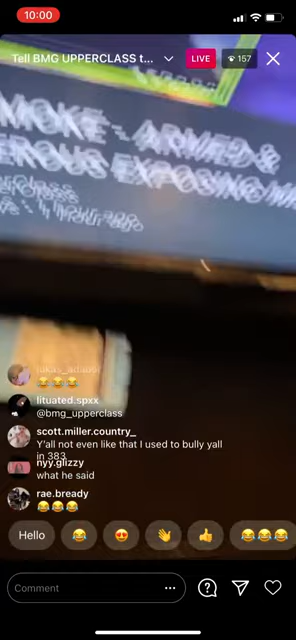 10:00
Tell BMG UPPERCLASS t...
LIVE
157
MOKE - ARMED &
EROUS EXPOSING
lituated.spxx
@bmg_upperclass
scott.miller.country_
Y'all not even like that I used to bully yall
in 383
nyy.glizzy
what he said
rae.bready
Hello
Comment